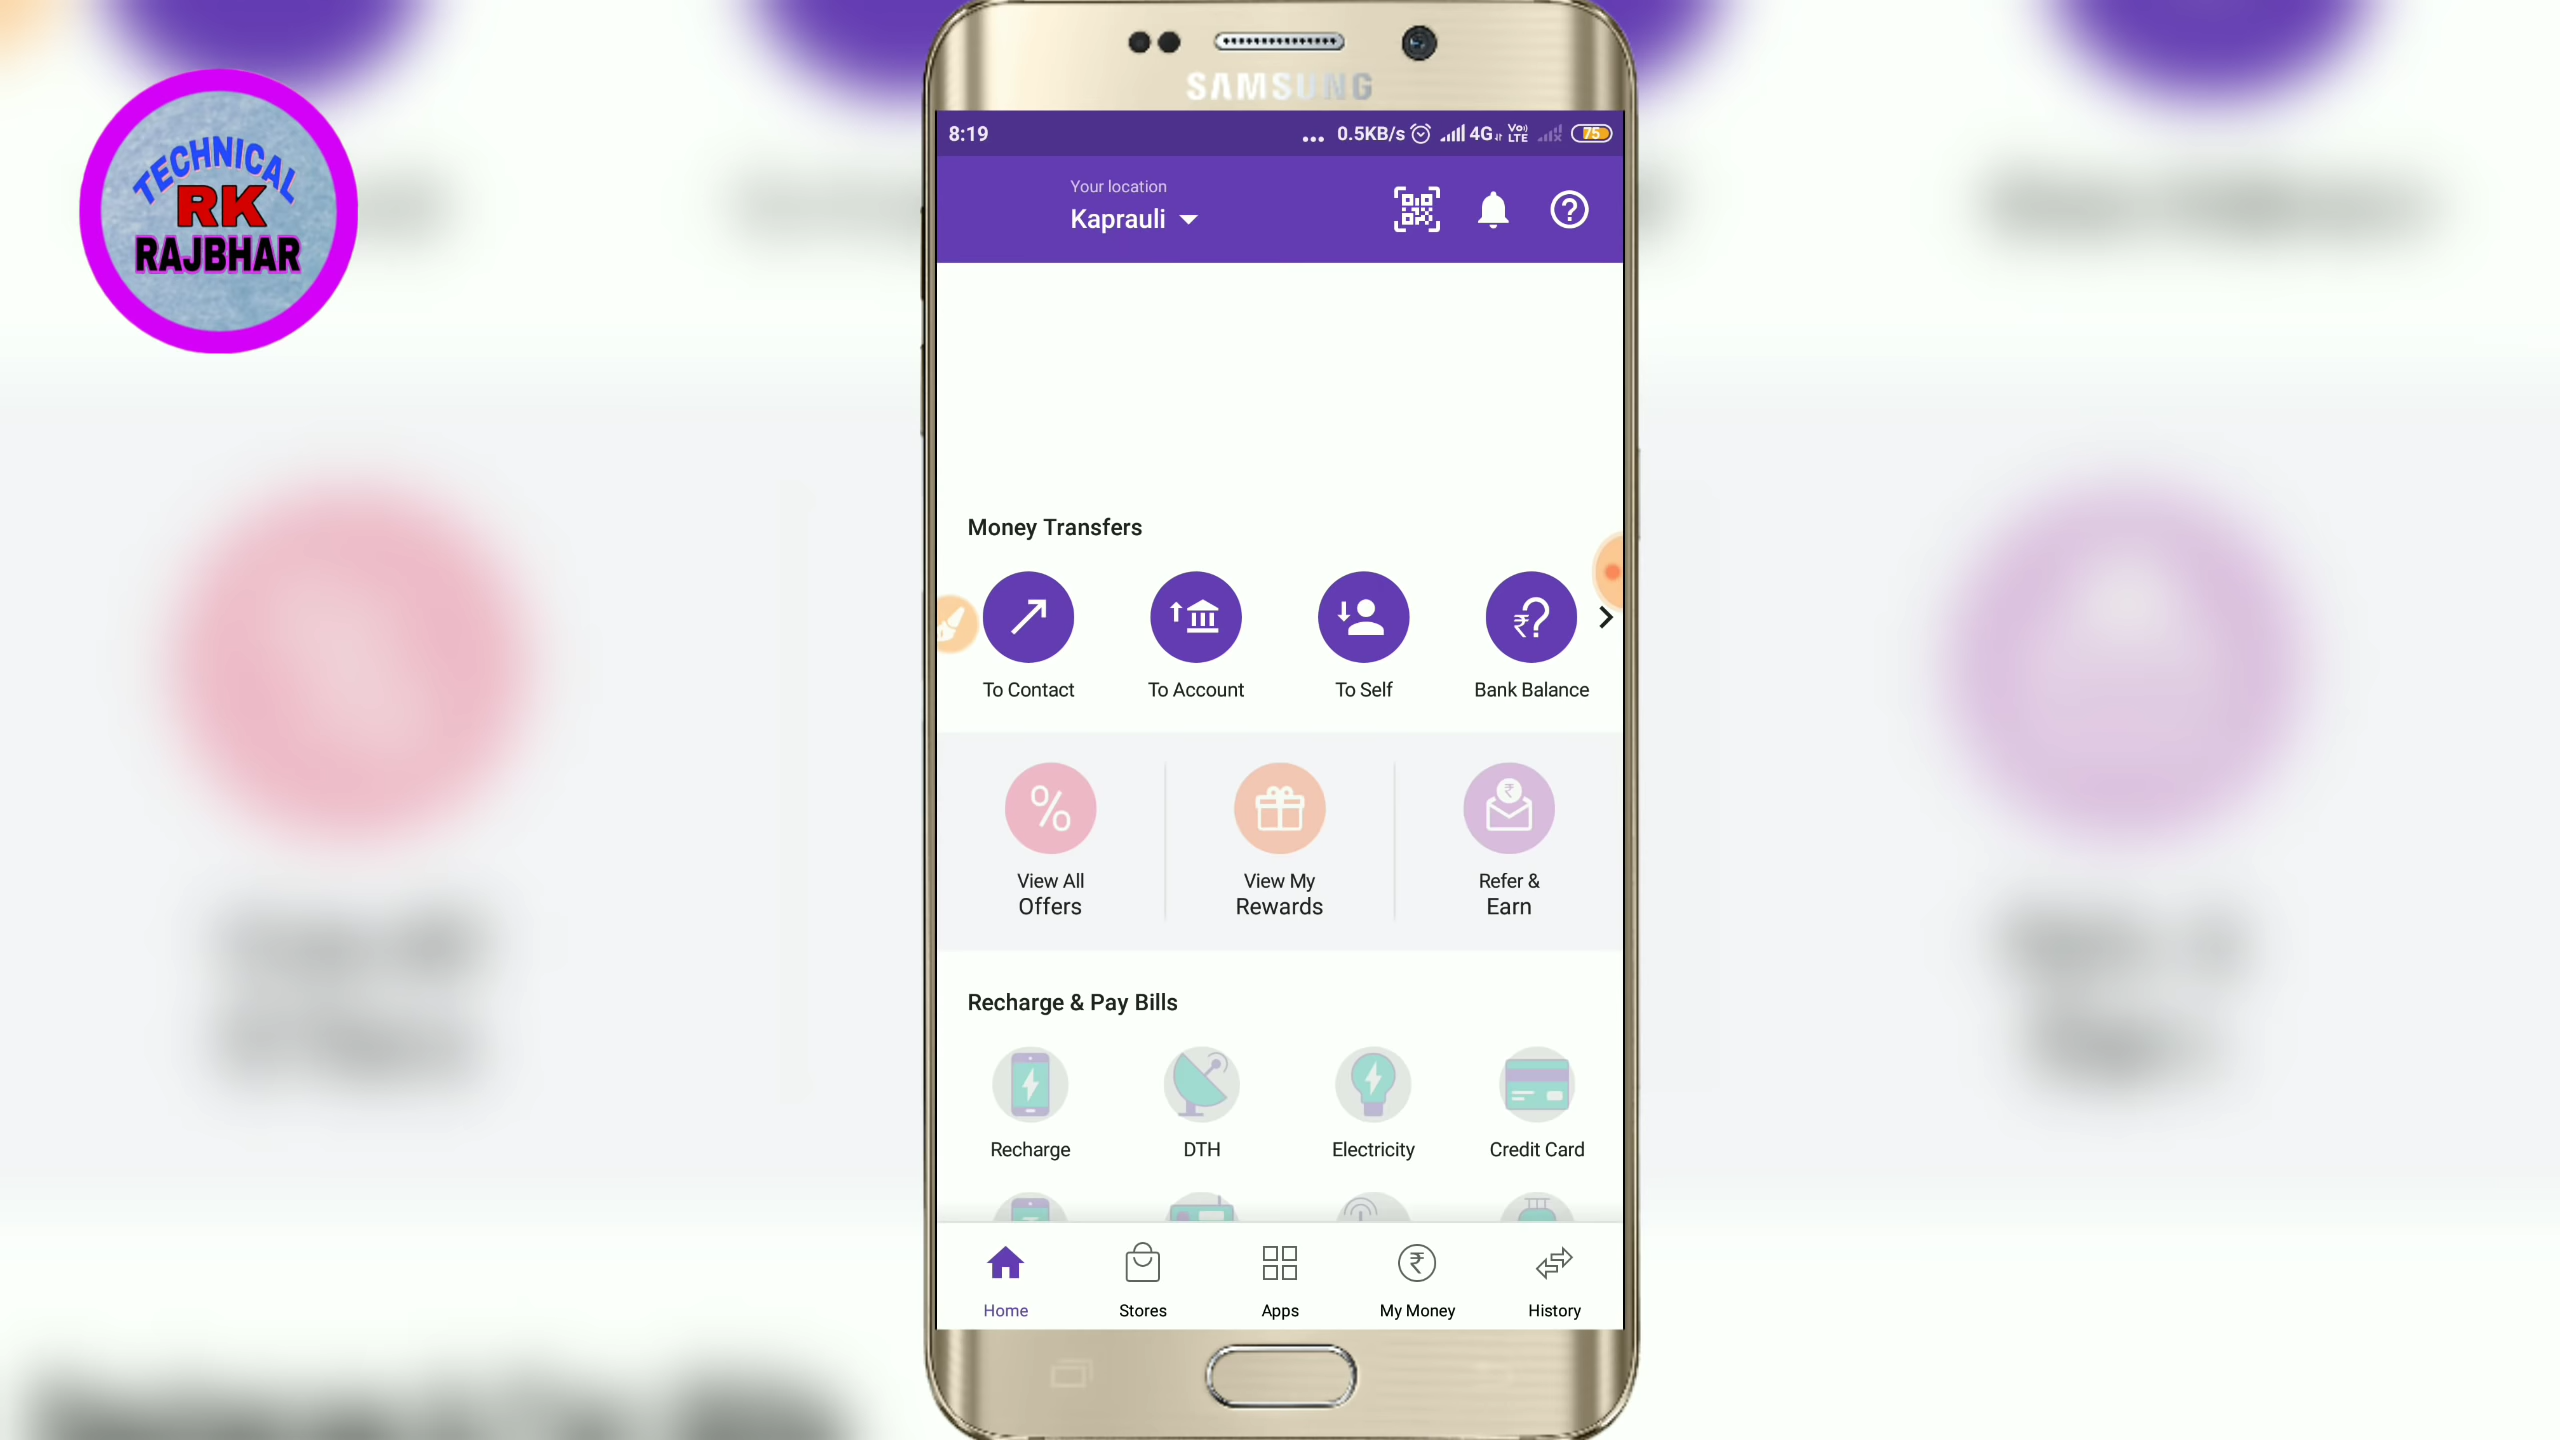 TECHNICAL
RK
RAJBHAR
SAMSUNG
8:19
... 0.5KB/s 4G Vo) LTE 75
Your location
Kaprauli
Money Transfers
To Contact To Account To Self Bank Balance
View All Offers
View My Rewards
Refer & Earn
Recharge & Pay Bills
Recharge DTH Electricity Credit Card
Home Stores Apps My Money History